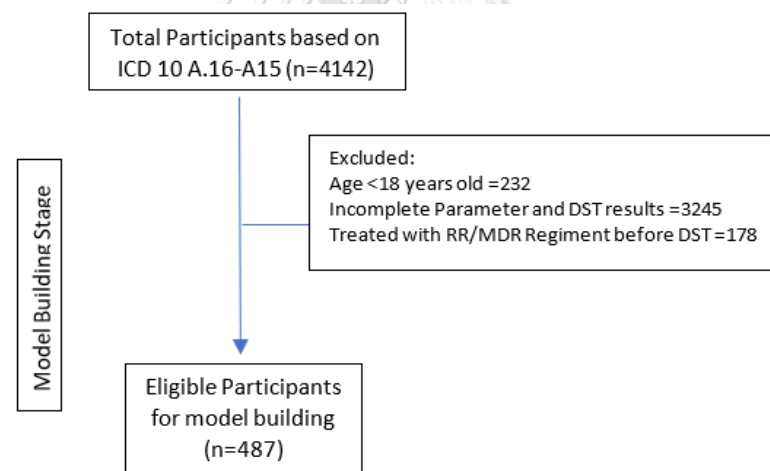 Total Participants based on
ICD 10 A.16-A15 (n=4142)
Excluded:
Age <18 years old =232
Incomplete Parameter and DST results =3245
Treated with RR/MDR Regiment before DST =178
Model Building Stage
Eligible Participants
for model building
(n=487)